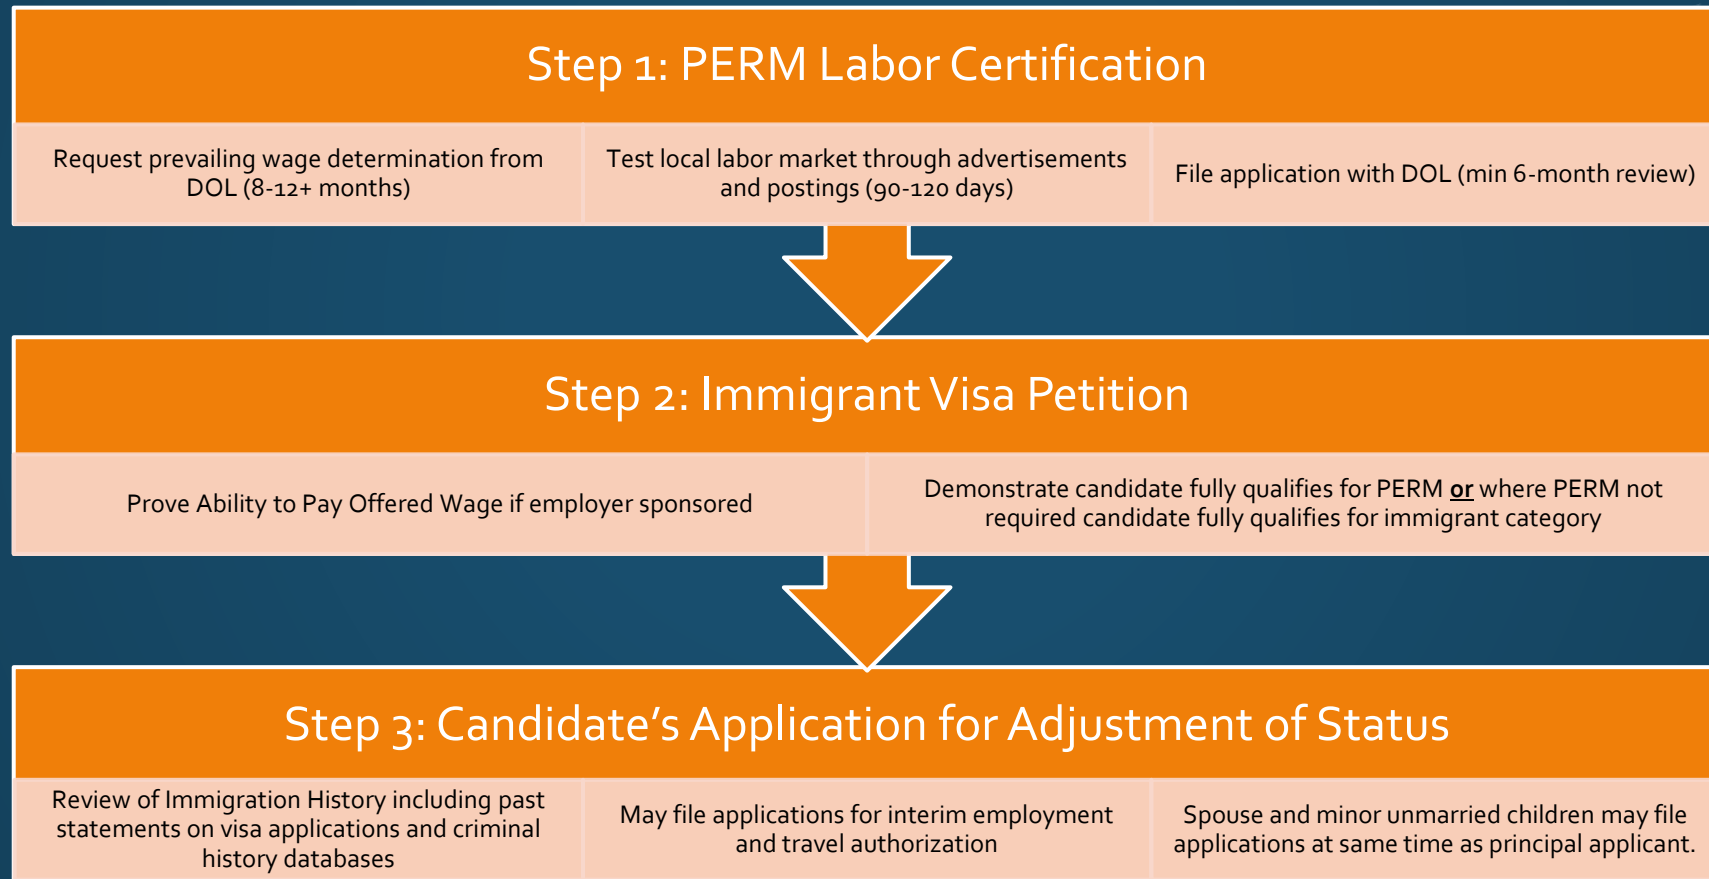 Step 1: PERM Labor Certification
Request prevailing wage determination from
DOL (8-12+ months)
Test local labor market through advertisements
and postings (90-120 days)
File application with DOL (min 6-month review)
Step 2: Immigrant Visa Petition
Prove Ability to Pay Offered Wage if employer sponsored
Demonstrate candidate fully qualifies for PERM or where PERM not
required candidate fully qualifies for immigrant category
Step 3: Candidate’s Application for Adjustment of Status
Review of Immigration History including past
statements on visa applications and criminal
history databases
May file applications for interim employment
and travel authorization
Spouse and minor unmarried children may file
applications at same time as principal applicant.